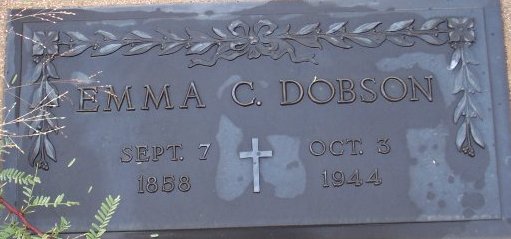 EMMA C. DOBSON
SEPT. 7 OCT. 3
1858 1944